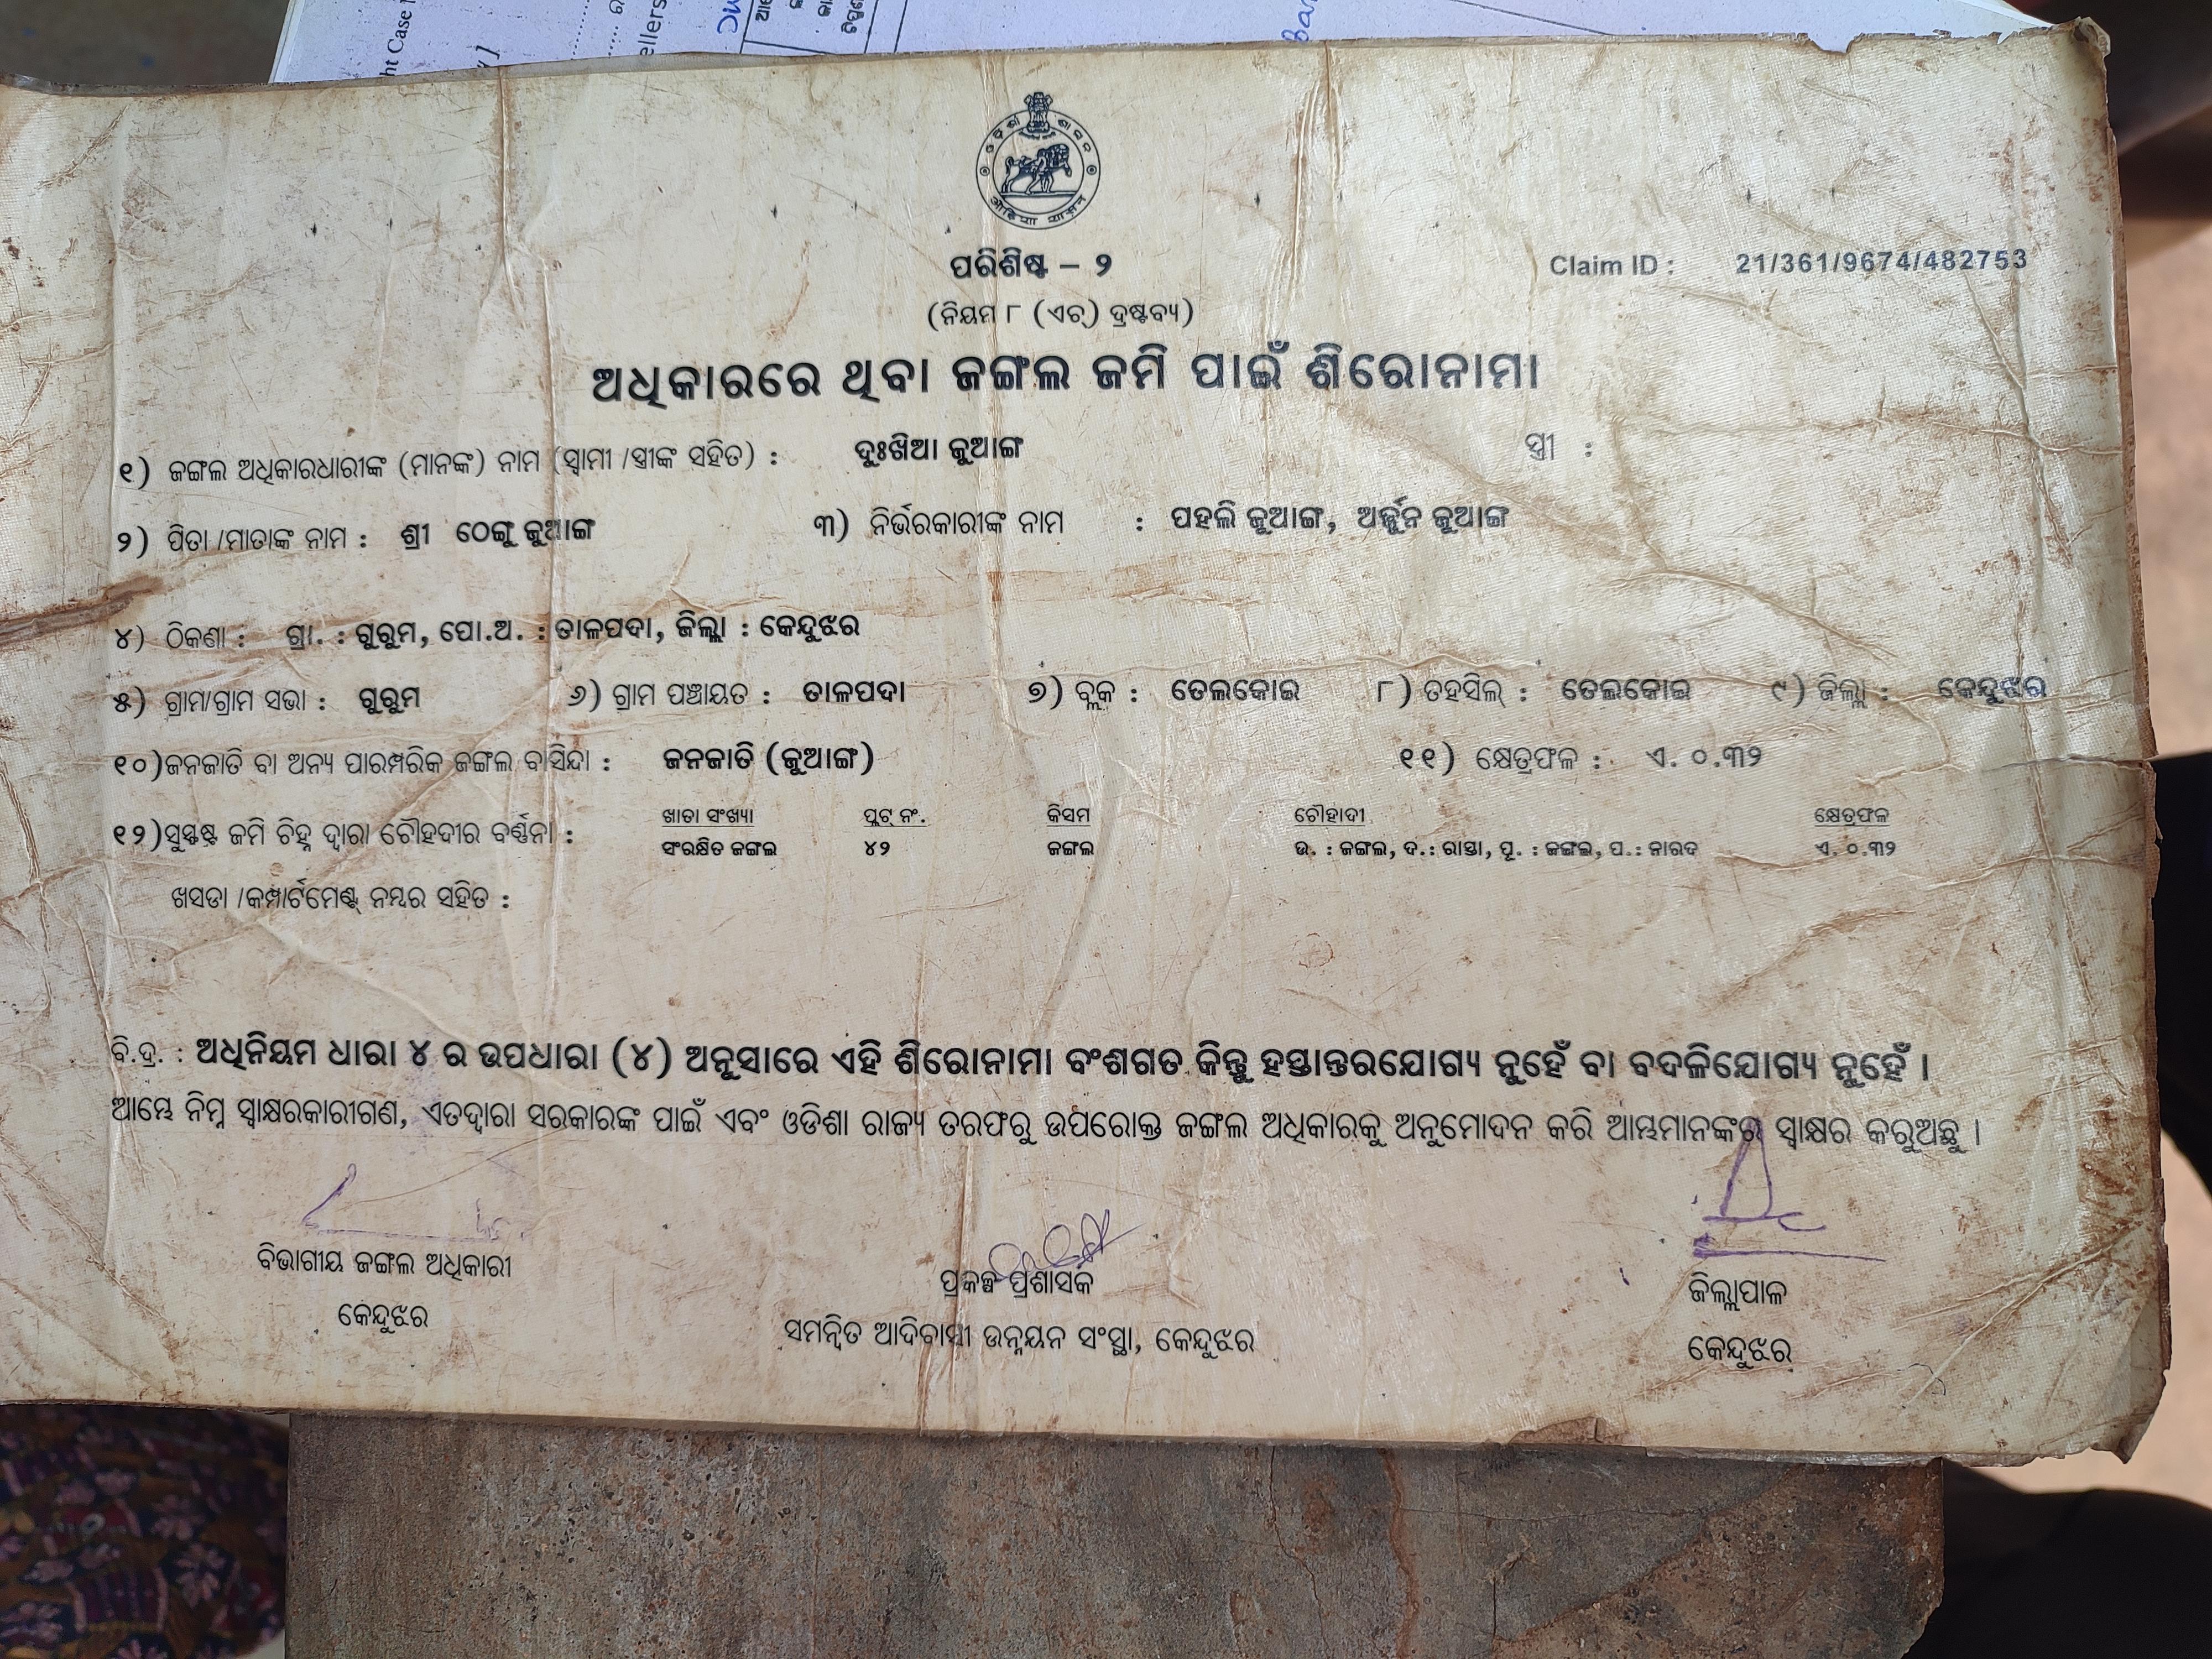 ht Case
ellers
ଓଡ଼ିଶା ଶାସନ
ओड़िशा शासन
ପରିଶିଷ୍ଟ – ୨
Claim ID : 21/361/9674/482753
(ନିୟମ ୮ (ଏଚ୍) ଦ୍ରଷ୍ଟବ୍ୟ)
ଅଧିକାରରେ ଥିବା ଜଙ୍ଗଲ ଜମି ପାଇଁ ଶିରୋନାମା
୧) ଜଙ୍ଗଲ ଅଧିକାରଧାରୀଙ୍କ (ମାନଙ୍କ) ନାମ (ସ୍ୱାମୀ /ସ୍ତ୍ରୀଙ୍କ ସହିତ) : ଦୁଃଖିଆ ଜୁଆଙ୍ଗ ସ୍ତ୍ରୀ :
୨) ପିତା /ମାତାଙ୍କ ନାମ : ଶ୍ରୀ ଠେଙ୍ଗୁ ଜୁଆଙ୍ଗ ୩) ନିର୍ଭରକାରୀଙ୍କ ନାମ : ପହଲି ଜୁଆଙ୍ଗ, ଅର୍ଜ୍ଜୁନ ଜୁଆଙ୍ଗ
୪) ଠିକଣା : ଗ୍ରା. : ଗୁରୁମ, ପୋ.ଅ. : ତାଳପଦା, ଜିଲ୍ଲା : କେନ୍ଦୁଝର
୫) ଗ୍ରାମ/ଗ୍ରାମ ସଭା : ଗୁରୁମ ୬) ଗ୍ରାମ ପଞ୍ଚାୟତ : ତାଳପଦା ୭) ବ୍ଲକ : ତେଲକୋଇ ୮) ତହସିଲ୍ : ତେଲକୋଇ ୯) ଜିଲ୍ଲା : କେନ୍ଦୁଝର
୧୦)ଜନଜାତି ବା ଅନ୍ୟ ପାରମ୍ପରିକ ଜଙ୍ଗଲ ବାସିନ୍ଦା : ଜନଜାତି (ଜୁଆଙ୍ଗ) ୧୧) କ୍ଷେତ୍ରଫଳ : ଏ. ୦.୩୨
ଖାତା ସଂଖ୍ୟା ପ୍ଲଟ୍ ନଂ. କିସମ ଚୌହାଦୀ କ୍ଷେତ୍ରଫଳ
୧୨)ସୁସ୍ପଷ୍ଟ ଜମି ଚିହ୍ନ ଦ୍ୱାରା ଚୌହଦୀର ବର୍ଣ୍ଣନା : ସଂରକ୍ଷିତ ଜଙ୍ଗଲ ୪୨ ଜଙ୍ଗଲ ଉ. : ଜଙ୍ଗଲ, ଦ.: ରାସ୍ତା, ପୂ. : ଜଙ୍ଗଲ, ପ.: ନାରଦ ଏ. ୦.୩୨
ଖସଡା /କମ୍ପାର୍ଟମେଣ୍ଟ୍ ନମ୍ବର ସହିତ :
ବି.ଦ୍ର. : ଅଧିନିୟମ ଧାରା ୪ ର ଉପଧାରା (୪) ଅନୁସାରେ ଏହି ଶିରୋନାମା ବଂଶଗତ କିନ୍ତୁ ହସ୍ତାନ୍ତରଯୋଗ୍ୟ ନୁହେଁ ବା ବଦଳିଯୋଗ୍ୟ ନୁହେଁ ।
ଆମ୍ଭେ ନିମ୍ନ ସ୍ୱାକ୍ଷରକାରୀଗଣ, ଏତଦ୍ୱାରା ସରକାରଙ୍କ ପାଇଁ ଏବଂ ଓଡିଶା ରାଜ୍ୟ ତରଫରୁ ଉପରୋକ୍ତ ଜଙ୍ଗଲ ଅଧିକାରକୁ ଅନୁମୋଦନ କରି ଆମ୍ଭମାନଙ୍କର ସ୍ୱାକ୍ଷର କରୁଅଛୁ ।
ବିଭାଗୀୟ ଜଙ୍ଗଲ ଅଧିକାରୀ ପ୍ରକଳ୍ପ ପ୍ରଶାସକ ଜିଲ୍ଲାପାଳ
କେନ୍ଦୁଝର ସମନ୍ୱିତ ଆଦିବାସୀ ଉନ୍ନୟନ ସଂସ୍ଥା, କେନ୍ଦୁଝର କେନ୍ଦୁଝର